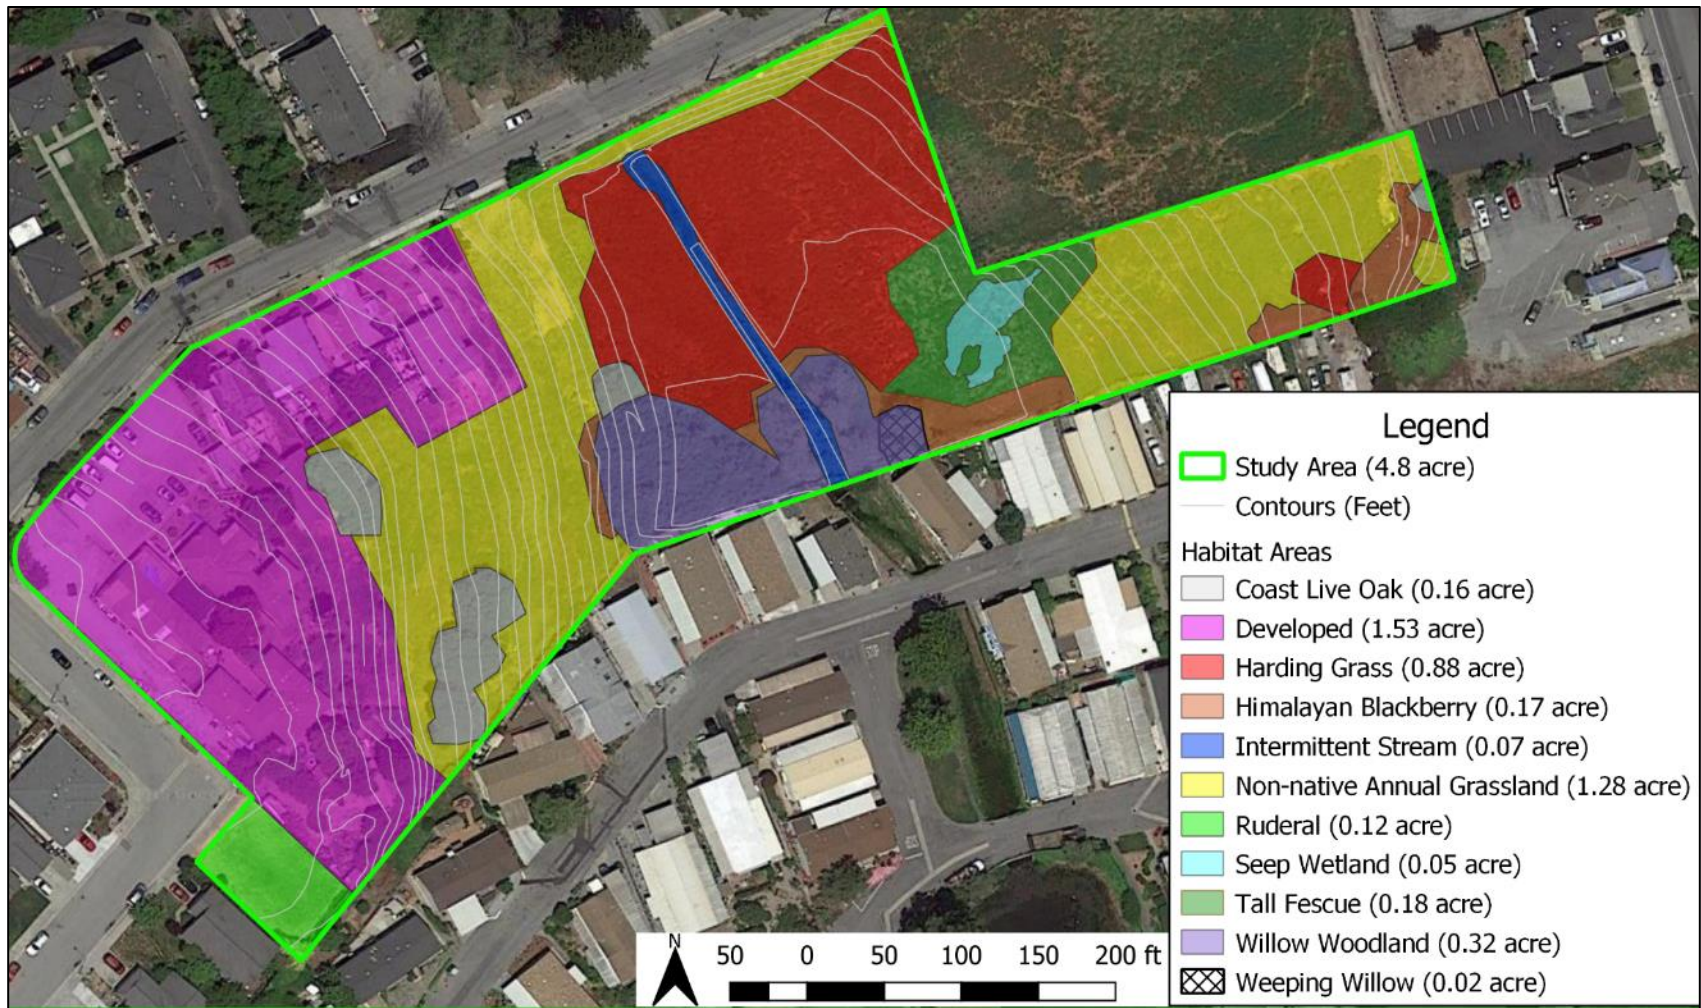 Legend
Study Area (4.8 acre)
Contours (Feet)
Habitat Areas
Coast Live Oak (0.16 acre)
Developed (1.53 acre)
Harding Grass (0.88 acre)
Himalayan Blackberry (0.17 acre)
Intermittent Stream (0.07 acre)
Non-native Annual Grassland (1.28 acre)
Ruderal (0.12 acre)
Seep Wetland (0.05 acre)
Tall Fescue (0.18 acre)
Willow Woodland (0.32 acre)
Weeping Willow (0.02 acre)
N
50 0 50 100 150 200 ft